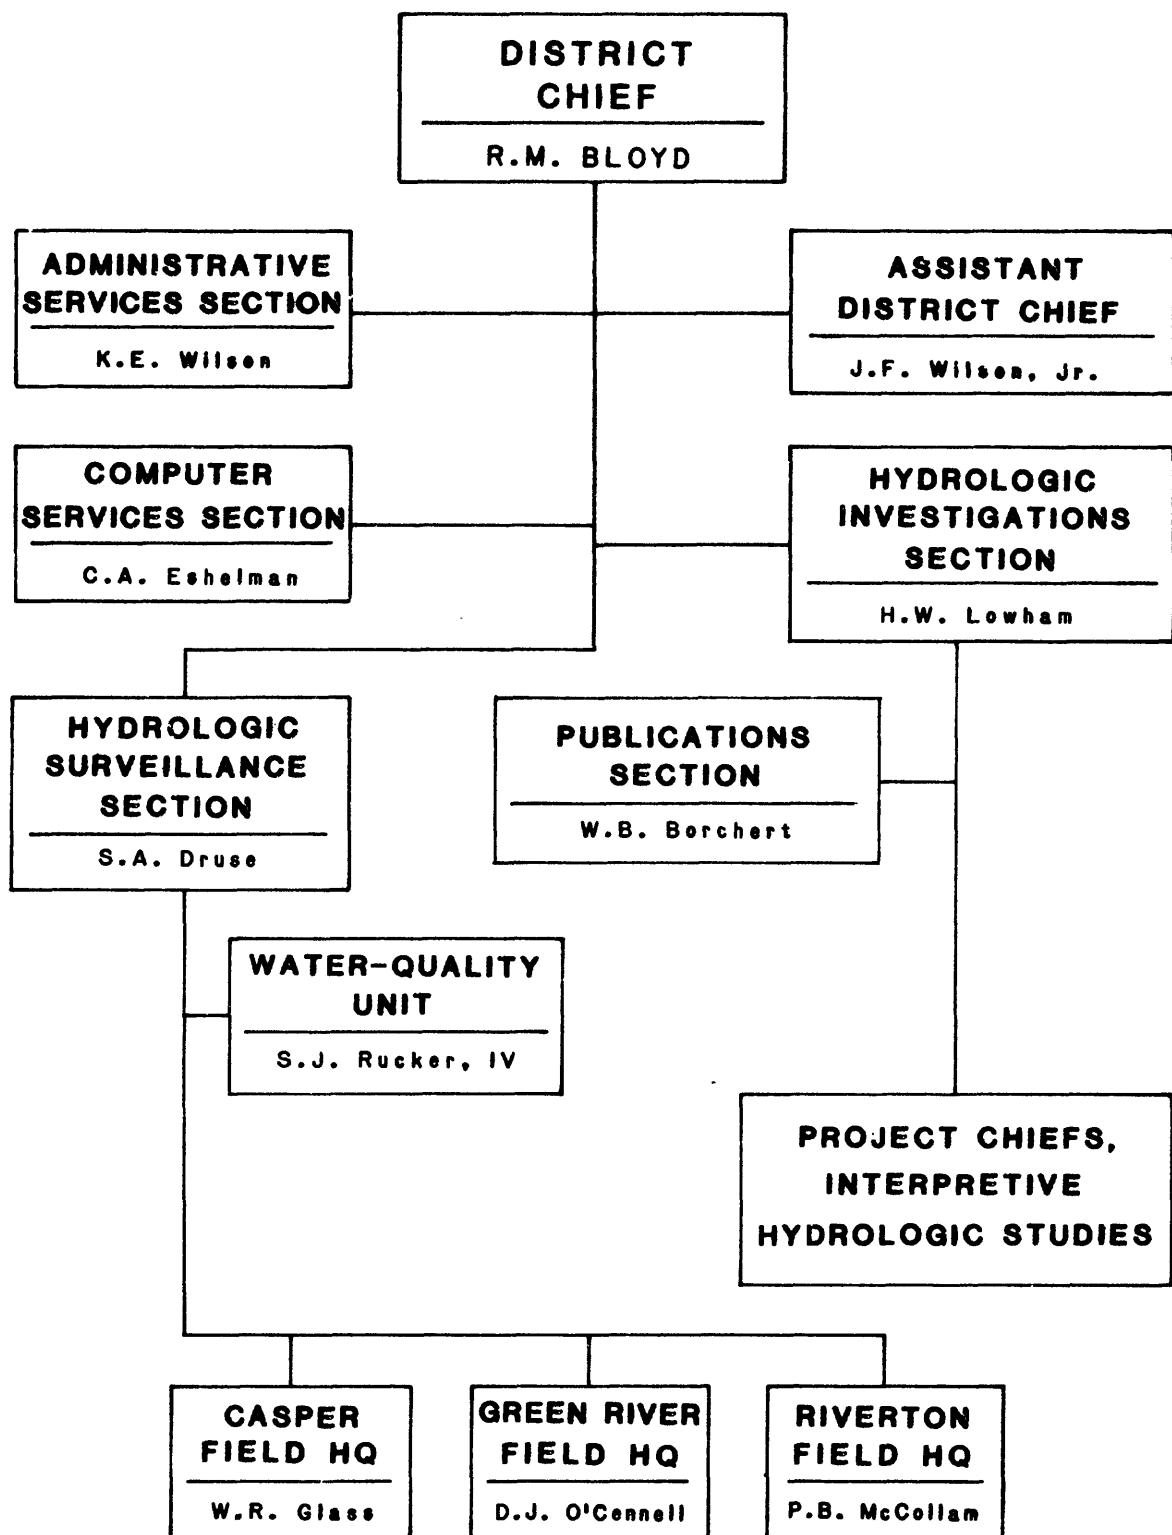 DISTRICT
CHIEF
R.M. BLOYD
ADMINISTRATIVE
SERVICES SECTION
K.E. Wilson
ASSISTANT
DISTRICT CHIEF
J.F. Wilson, Jr.
COMPUTER
SERVICES SECTION
C.A. Eshelman
HYDROLOGIC
INVESTIGATIONS
SECTION
H.W. Lowham
HYDROLOGIC
SURVEILLANCE
SECTION
S.A. Druse
PUBLICATIONS
SECTION
W.B. Borchert
WATER-QUALITY
UNIT
S.J. Rucker, IV
PROJECT CHIEFS,
INTERPRETIVE
HYDROLOGIC STUDIES
CASPER
FIELD HQ
W.R. Glass
GREEN RIVER
FIELD HQ
D.J. O'Connell
RIVERTON
FIELD HQ
P.B. McCollam